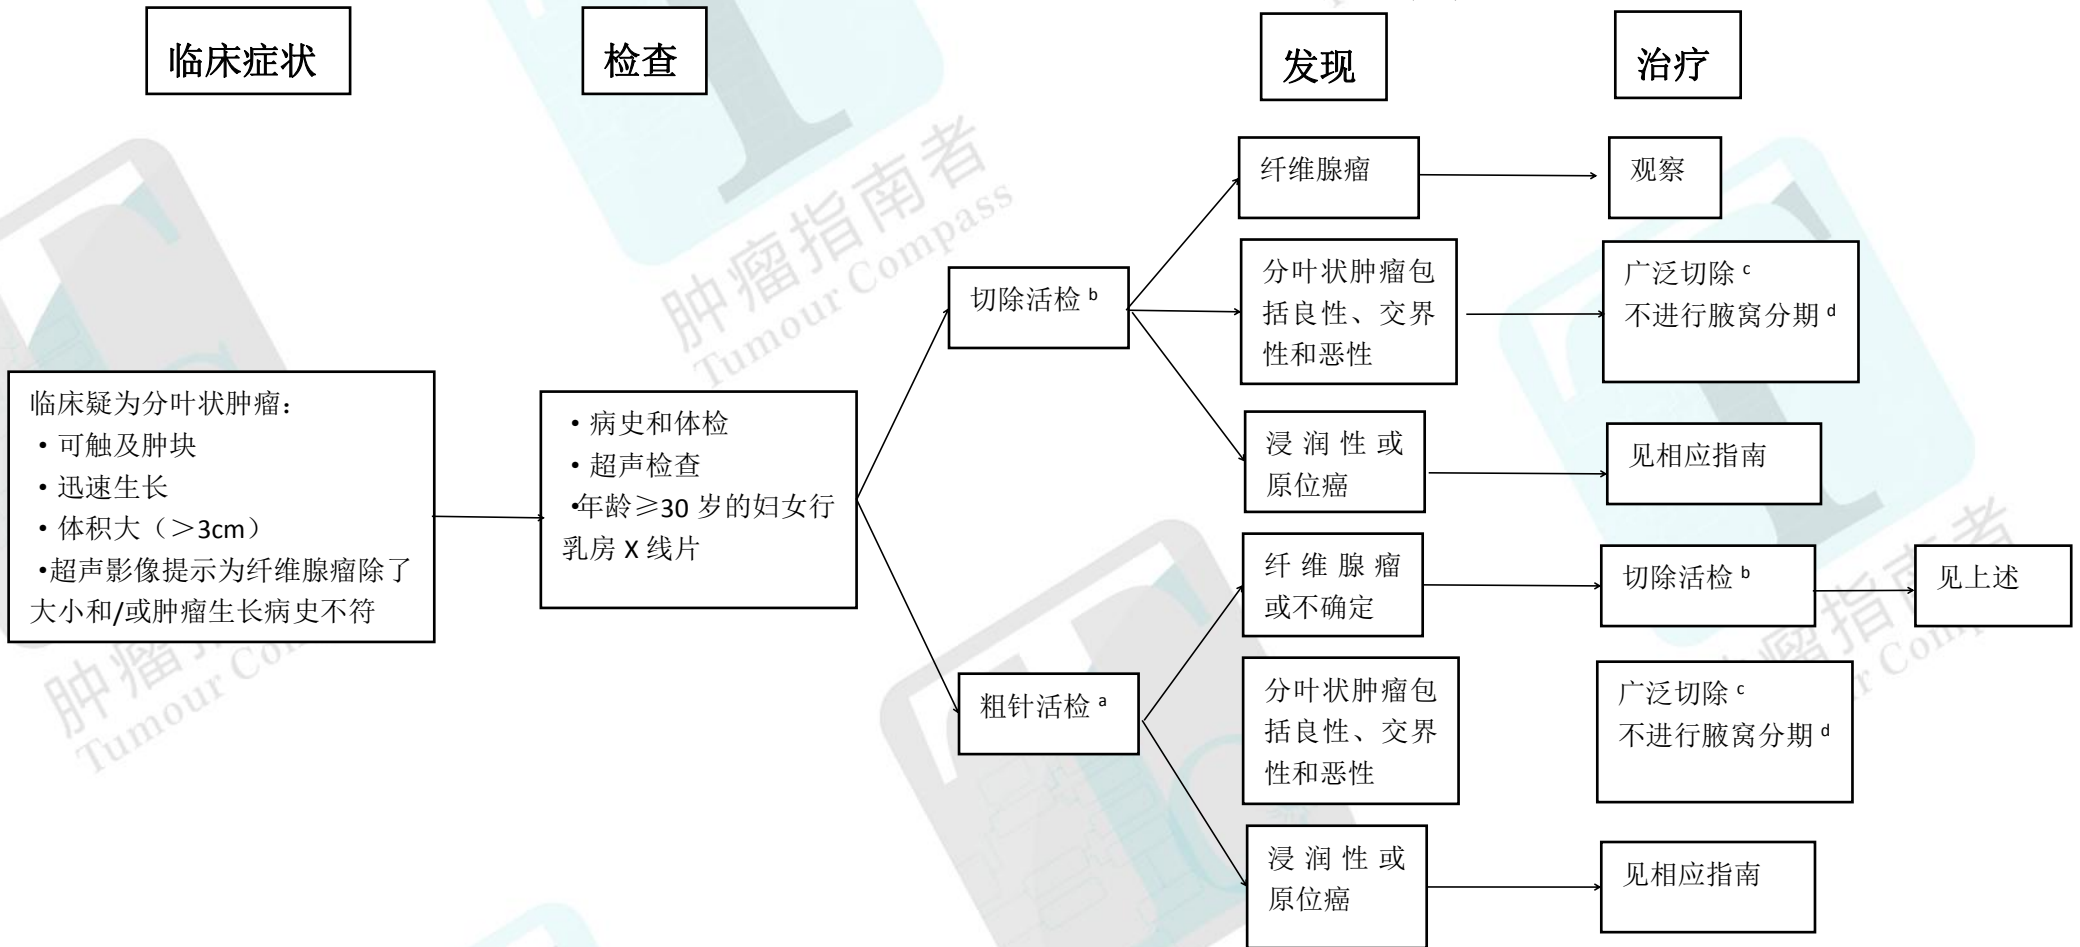 临床症状
检查
发现
治疗
临床疑为分叶状肿瘤：
•可触及肿块
•迅速生长
•体积大（＞3cm）
•超声影像提示为纤维腺瘤除了
大小和/或肿瘤生长病史不符
•病史和体检
•超声检查
•年龄≥30 岁的妇女行
乳房 X 线片
切除活检 b
纤维腺瘤
观察
分叶状肿瘤包
括良性、交界
性和恶性
广泛切除 c
不进行腋窝分期 d
浸润性或
原位癌
见相应指南
粗针活检 a
纤维腺瘤
或不确定
切除活检 b
见上述
分叶状肿瘤包
括良性、交界
性和恶性
广泛切除 c
不进行腋窝分期 d
浸润性或
原位癌
见相应指南
肿瘤指南者
Tumour Compass